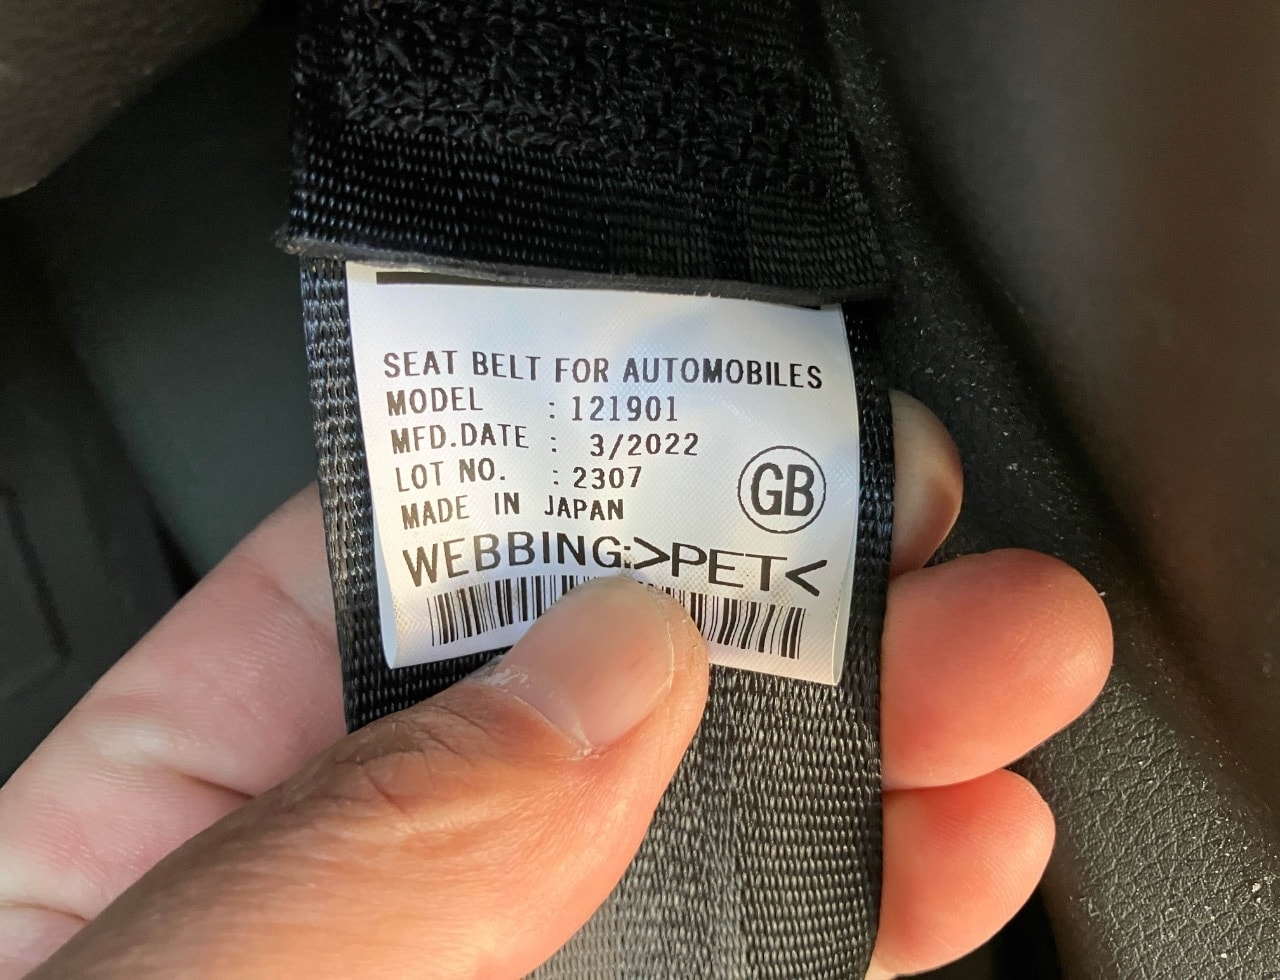 SEAT BELT FOR AUTOMOBILES
MODEL : 121901
MFD.DATE : 3/2022
LOT NO. : 2307
MADE IN JAPAN
GB
WEBBING:>PET<